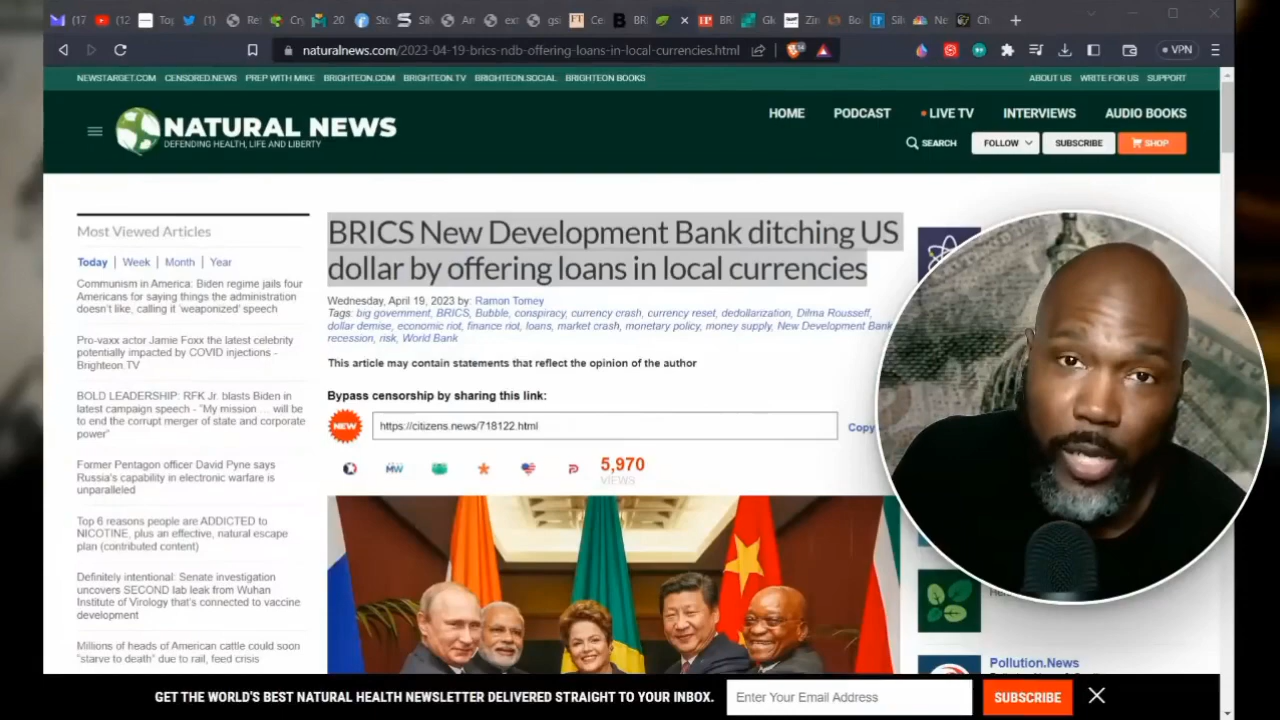 naturalnews.com/2023-04-19-brics-ndb-offering-loans-in-local-currencies.html
VPN
NEWSTARGET.COM CENSORED.NEWS PREP WITH MIKE BRIGHTEON.COM BRIGHTEON.TV BRIGHTEON.SOCIAL BRIGHTEON BOOKS
ABOUT US WRITE FOR US SUPPORT
NATURAL NEWS
DEFENDING HEALTH, LIFE AND LIBERTY
HOME PODCAST LIVE TV INTERVIEWS AUDIO BOOKS
SEARCH FOLLOW SUBSCRIBE SHOP
Most Viewed Articles
Today | Week | Month | Year
Communism in America: Biden regime jails four
Americans for saying things the administration
doesn't like, calling it 'weaponized' speech
Pro-vaxx actor Jamie Foxx the latest celebrity
potentially impacted by COVID injections -
Brighteon.TV
BOLD LEADERSHIP: RFK Jr. blasts Biden in
latest campaign speech - "My mission ... will be
to end the corrupt merger of state and corporate
power"
Former Pentagon officer David Pyne says
Russia's capability in electronic warfare is
unparalleled
Top 6 reasons people are ADDICTED to
NICOTINE, plus an effective, natural escape
plan (contributed content)
Definitely intentional: Senate investigation
uncovers SECOND lab leak from Wuhan
Institute of Virology that's connected to vaccine
development
Millions of heads of American cattle could soon
"starve to death" due to rail, feed crisis
BRICS New Development Bank ditching US
dollar by offering loans in local currencies
Wednesday, April 19, 2023 by: Ramon Tomey
Tags: big government, BRICS, Bubble, conspiracy, currency crash, currency reset, dedollarization, Dilma Rousseff,
dollar demise, economic riot, finance riot, loans, market crash, monetary policy, money supply, New Development Bank
recession, risk, World Bank
This article may contain statements that reflect the opinion of the author
Bypass censorship by sharing this link:
NEW
https://citizens.news/718122.html
Copy
MW
5,970
VIEWS
Pollution.News
GET THE WORLD'S BEST NATURAL HEALTH NEWSLETTER DELIVERED STRAIGHT TO YOUR INBOX.
Enter Your Email Address
SUBSCRIBE